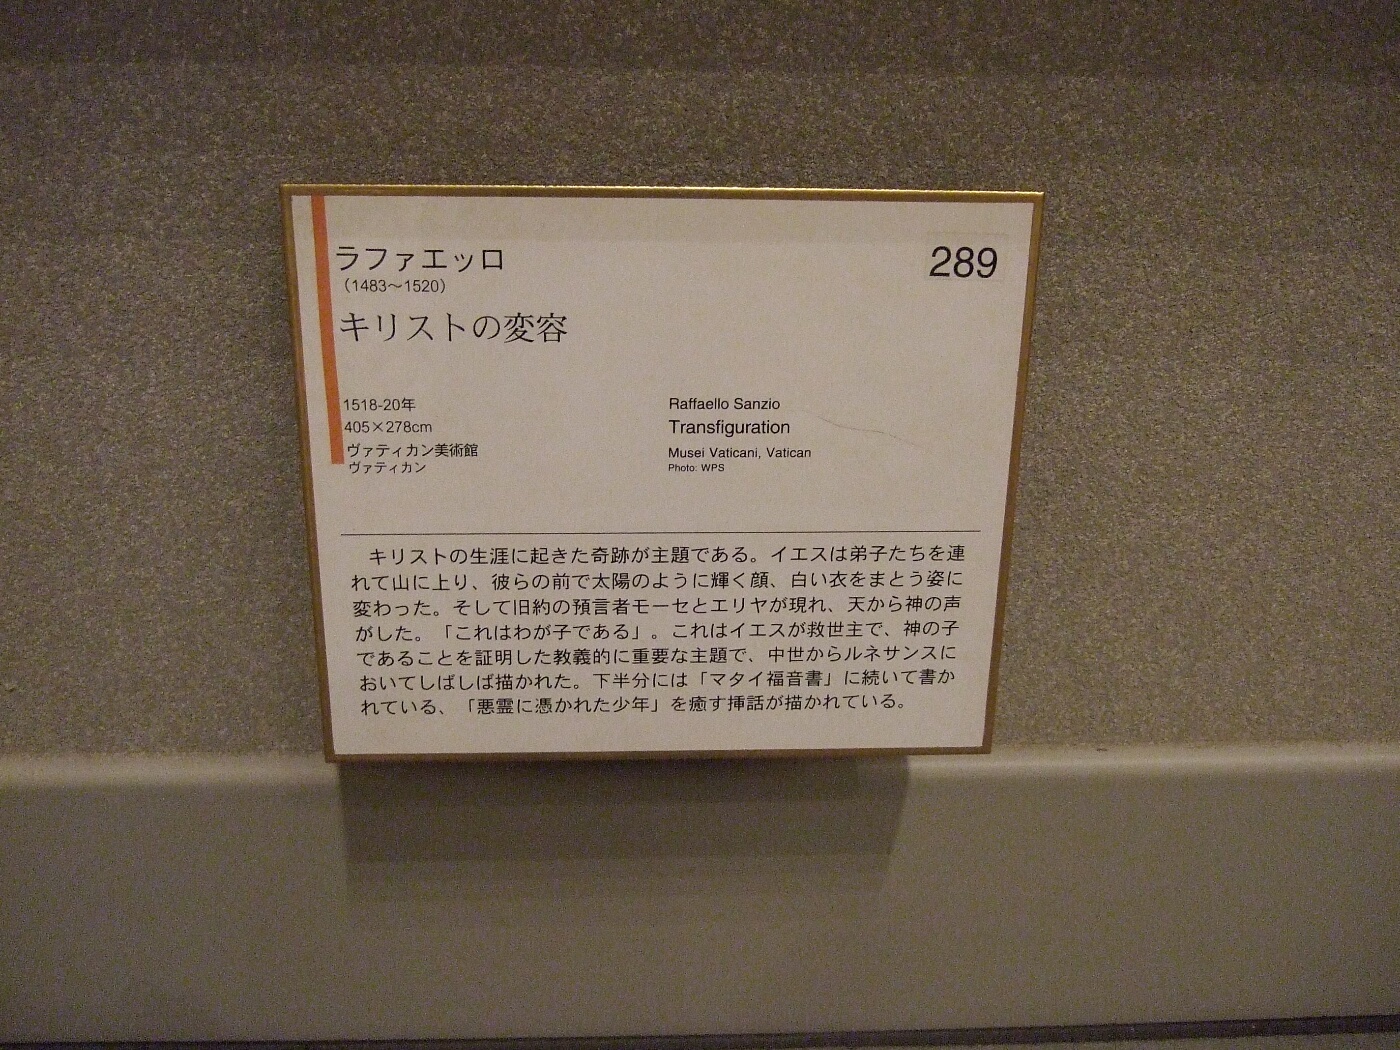 ラファエッロ
289
（1483～1520）
キリストの変容
1518-20年
405×278cm
ヴァティカン美術館
ヴァティカン
Raffaello Sanzio
Transfiguration
Musei Vaticani, Vatican
Photo: WPS
キリストの生涯に起きた奇跡が主題である。イエスは弟子たちを連
れて山に上り、彼らの前で太陽のように輝く顔、白い衣をまとう姿に
変わった。そして旧約の預言者モーセとエリヤが現れ、天から神の声
がした。「これはわが子である」。これはイエスが救世主で、神の子
であることを証明した教義的に重要な主題で、中世からルネサンスに
おいてしばしば描かれた。下半分には「マタイ福音書」に続いて書か
れている、「悪霊に憑かれた少年」を癒す挿話が描かれている。